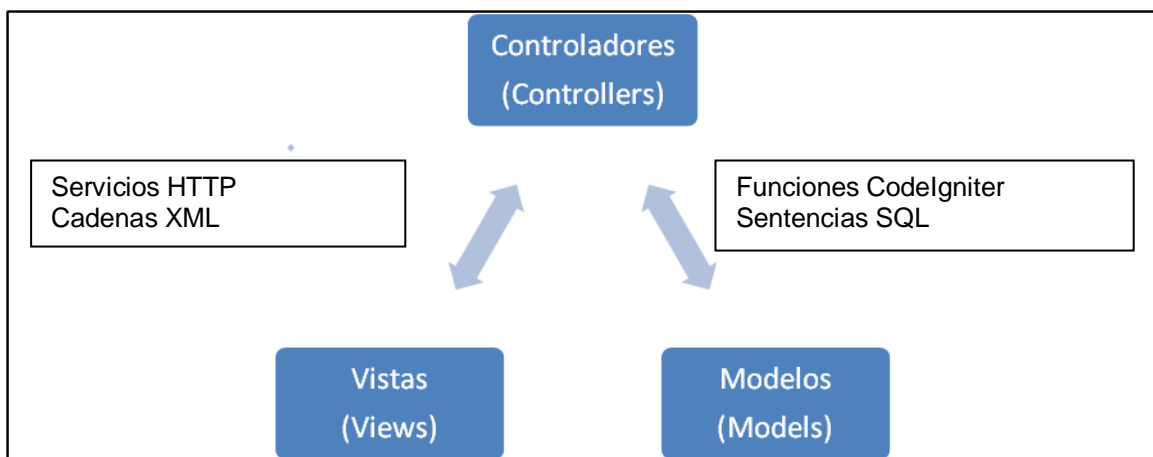 Controladores
(Controllers)
Servicios HTTP
Cadenas XML
Funciones CodeIgniter
Sentencias SQL
Vistas
(Views)
Modelos
(Models)